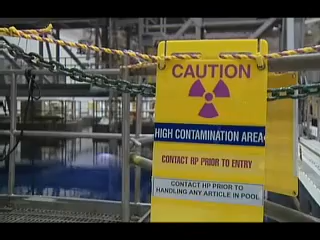 CAUTION
HIGH CONTAMINATION AREA
CONTACT RP PRIOR TO ENTRY
CONTACT HP PRIOR TO
HANDLING ANY ARTICLE IN POOL